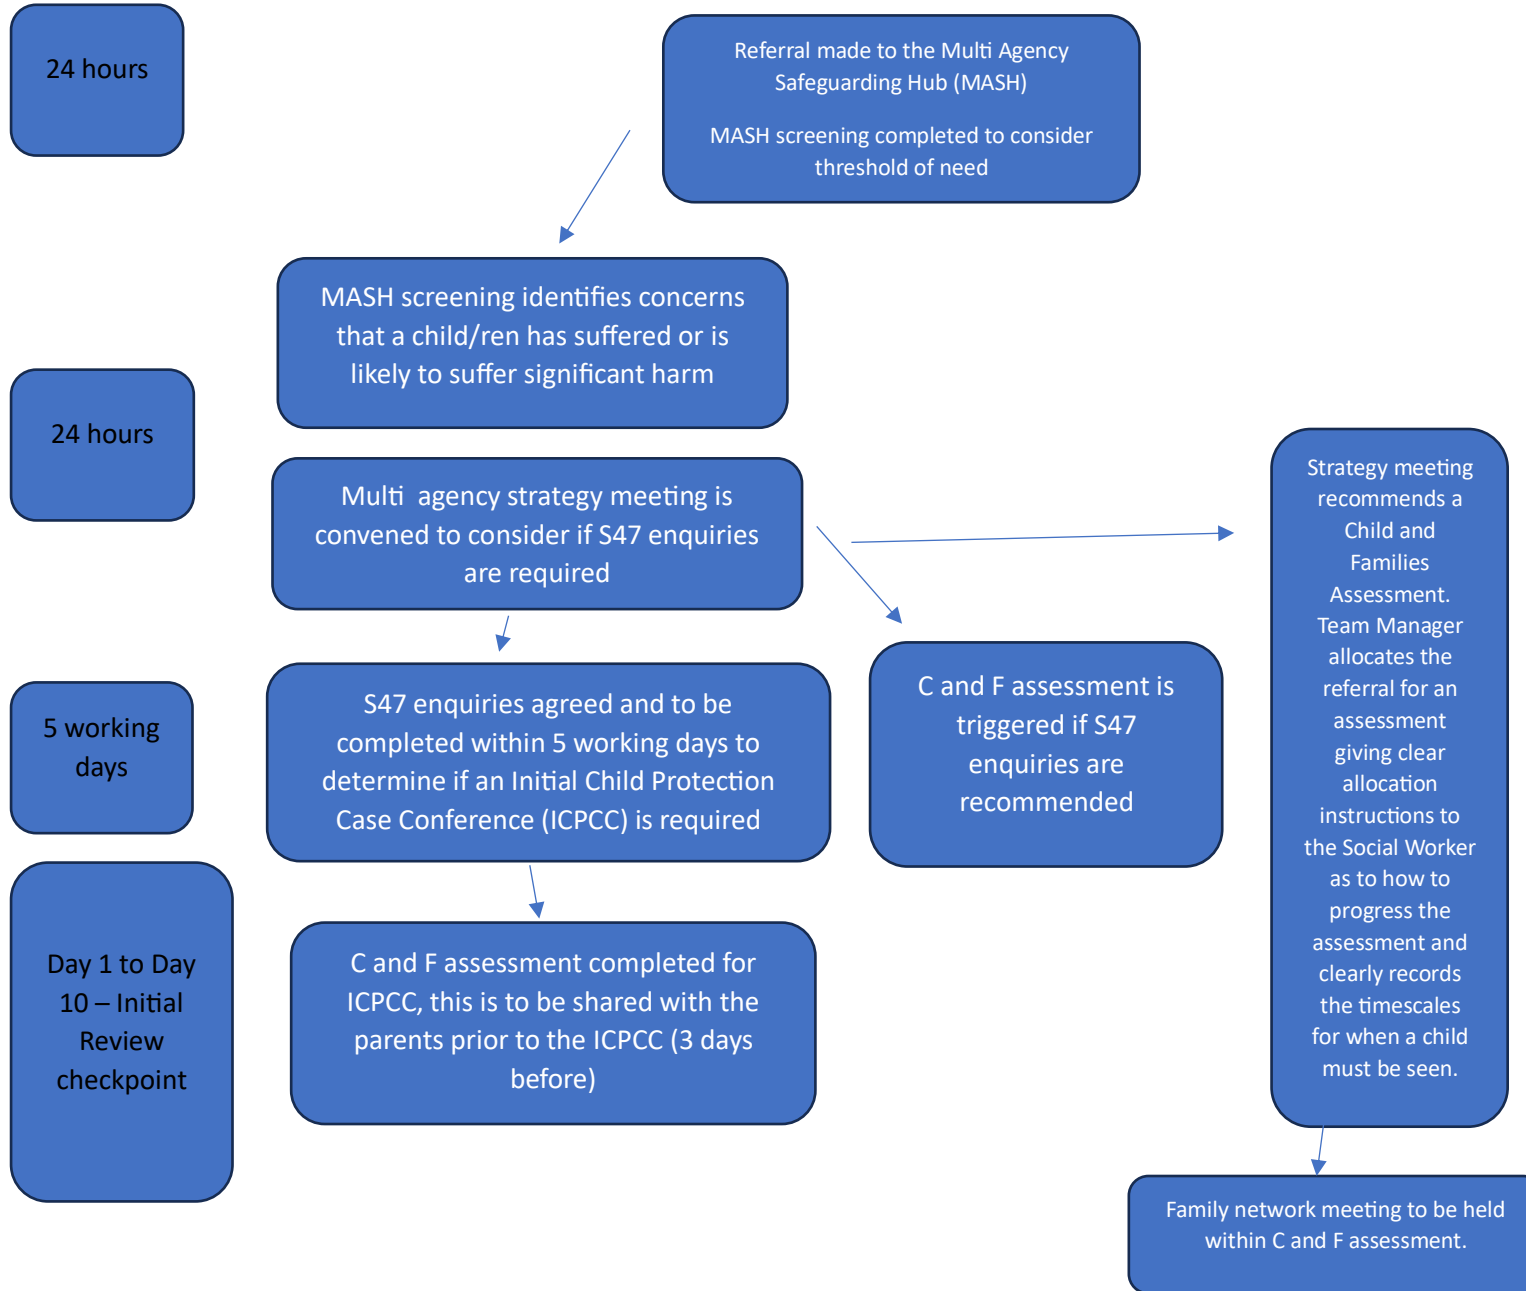 24 hours
Referral made to the Multi Agency
Safeguarding Hub (MASH)
MASH screening completed to consider
threshold of need
MASH screening identifies concerns
that a child/ren has suffered or is
likely to suffer significant harm
24 hours
Multi  agency strategy meeting is
convened to consider if S47 enquiries
are required
Strategy meeting
recommends a
Child and
Families
Assessment.
Team Manager
allocates the
referral for an
assessment
giving clear
allocation
instructions to
the Social Worker
as to how to
progress the
assessment and
clearly records
the timescales
for when a child
must be seen.
5 working
days
S47 enquiries agreed and to be
completed within 5 working days to
determine if an Initial Child Protection
Case Conference (ICPCC) is required
C and F assessment is
triggered if S47
enquiries are
recommended
Day 1 to Day
10 – Initial
Review
checkpoint
C and F assessment completed for
ICPCC, this is to be shared with the
parents prior to the ICPCC (3 days
before)
Family network meeting to be held
within C and F assessment.